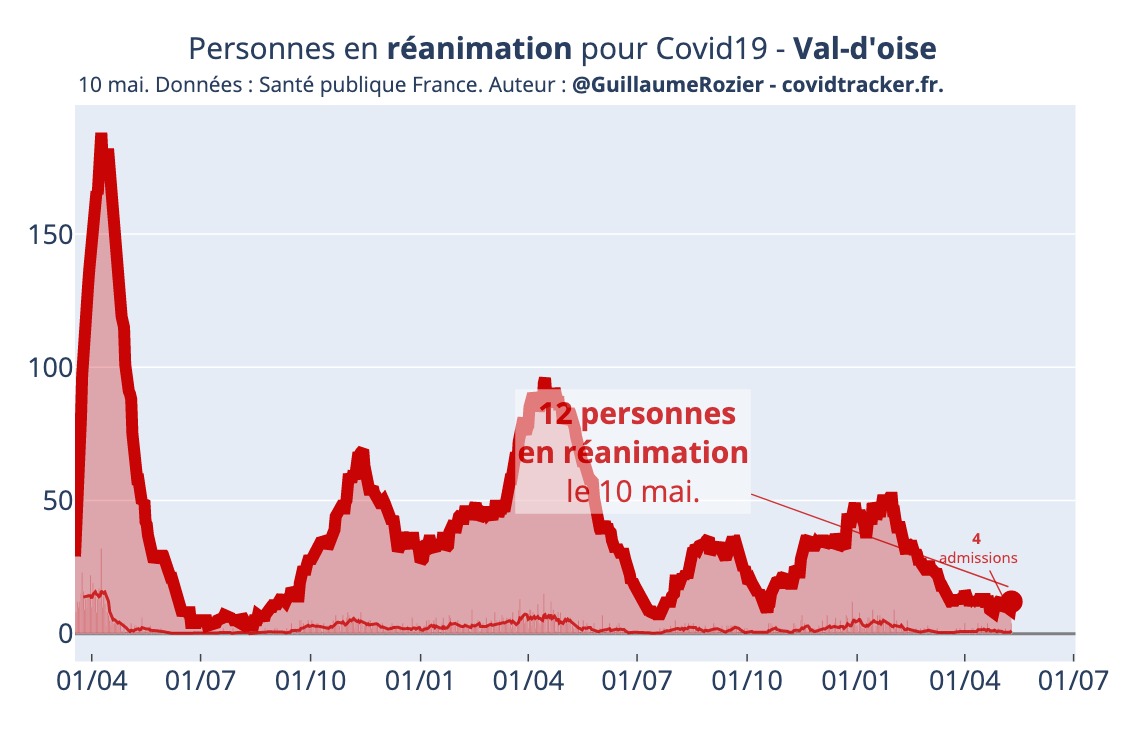 Personnes en réanimation pour Covid19 - Val-d'oise
10 mai. Données : Santé publique France. Auteur : @GuillaumeRozier - covidtracker.fr.
150
100
50
0
12 personnes
en réanimation
le 10 mai.
4
admissions
01/04 01/07 01/10 01/01 01/04 01/07 01/10 01/01 01/04 01/07